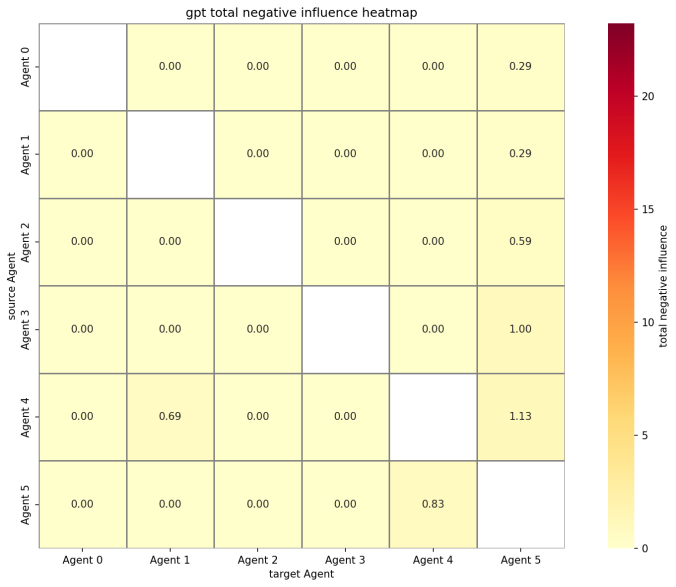 gpt total negative influence heatmap
Agent 0
0.00 0.00 0.00 0.00 0.29
Agent 1
0.00 0.00 0.00 0.00 0.29
Agent 2
0.00 0.00 0.00 0.00 0.59
source Agent
Agent 3
0.00 0.00 0.00 0.00 1.00
Agent 4
0.00 0.69 0.00 0.00 1.13
Agent 5
0.00 0.00 0.00 0.00 0.83
Agent 0 Agent 1 Agent 2 Agent 3 Agent 4 Agent 5
target Agent
20
15
10
5
0
total negative influence